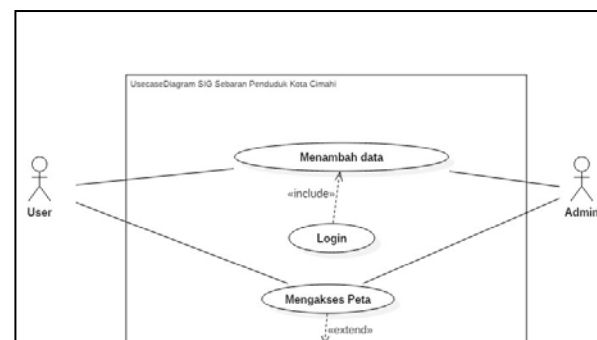 UsecaseDiagram SIG Sebaran Penduduk Kota Cimahi
Menambah data
«include»
User
Admin
Login
Mengakses Peta
«extend»